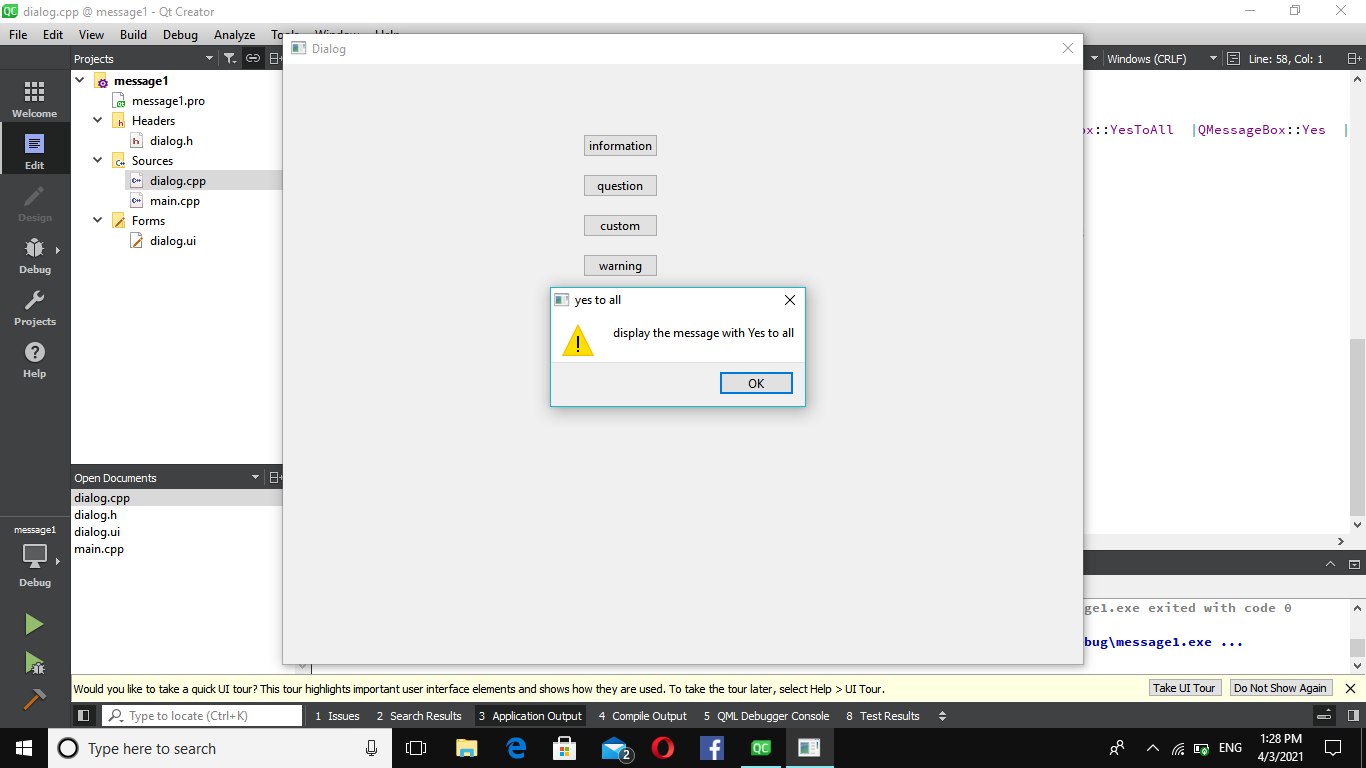 dialog.cpp @ message1 - Qt Creator
File Edit View Build Debug Analyze
Dialog
Projects
Windows (CRLF)
Line: 58, Col: 1
Welcome
Edit
Design
Debug
Projects
Help
message1
message1.pro
Headers
dialog.h
Sources
dialog.cpp
main.cpp
Forms
dialog.ui
::YesToAll |QMessageBox::Yes |
information
question
custom
warning
yes to all
display the message with Yes to all
OK
Open Documents
dialog.cpp
dialog.h
dialog.ui
main.cpp
message1
Debug
ge1.exe exited with code 0
bug\message1.exe ...
Would you like to take a quick UI tour? This tour highlights important user interface elements and shows how they are used. To take the tour later, select Help > UI Tour.
Take UI Tour
Do Not Show Again
Type to locate (Ctrl+K)
1 Issues
2 Search Results
3 Application Output
4 Compile Output
5 QML Debugger Console
8 Test Results
Type here to search
2
QC
ENG
1:28 PM
4/3/2021